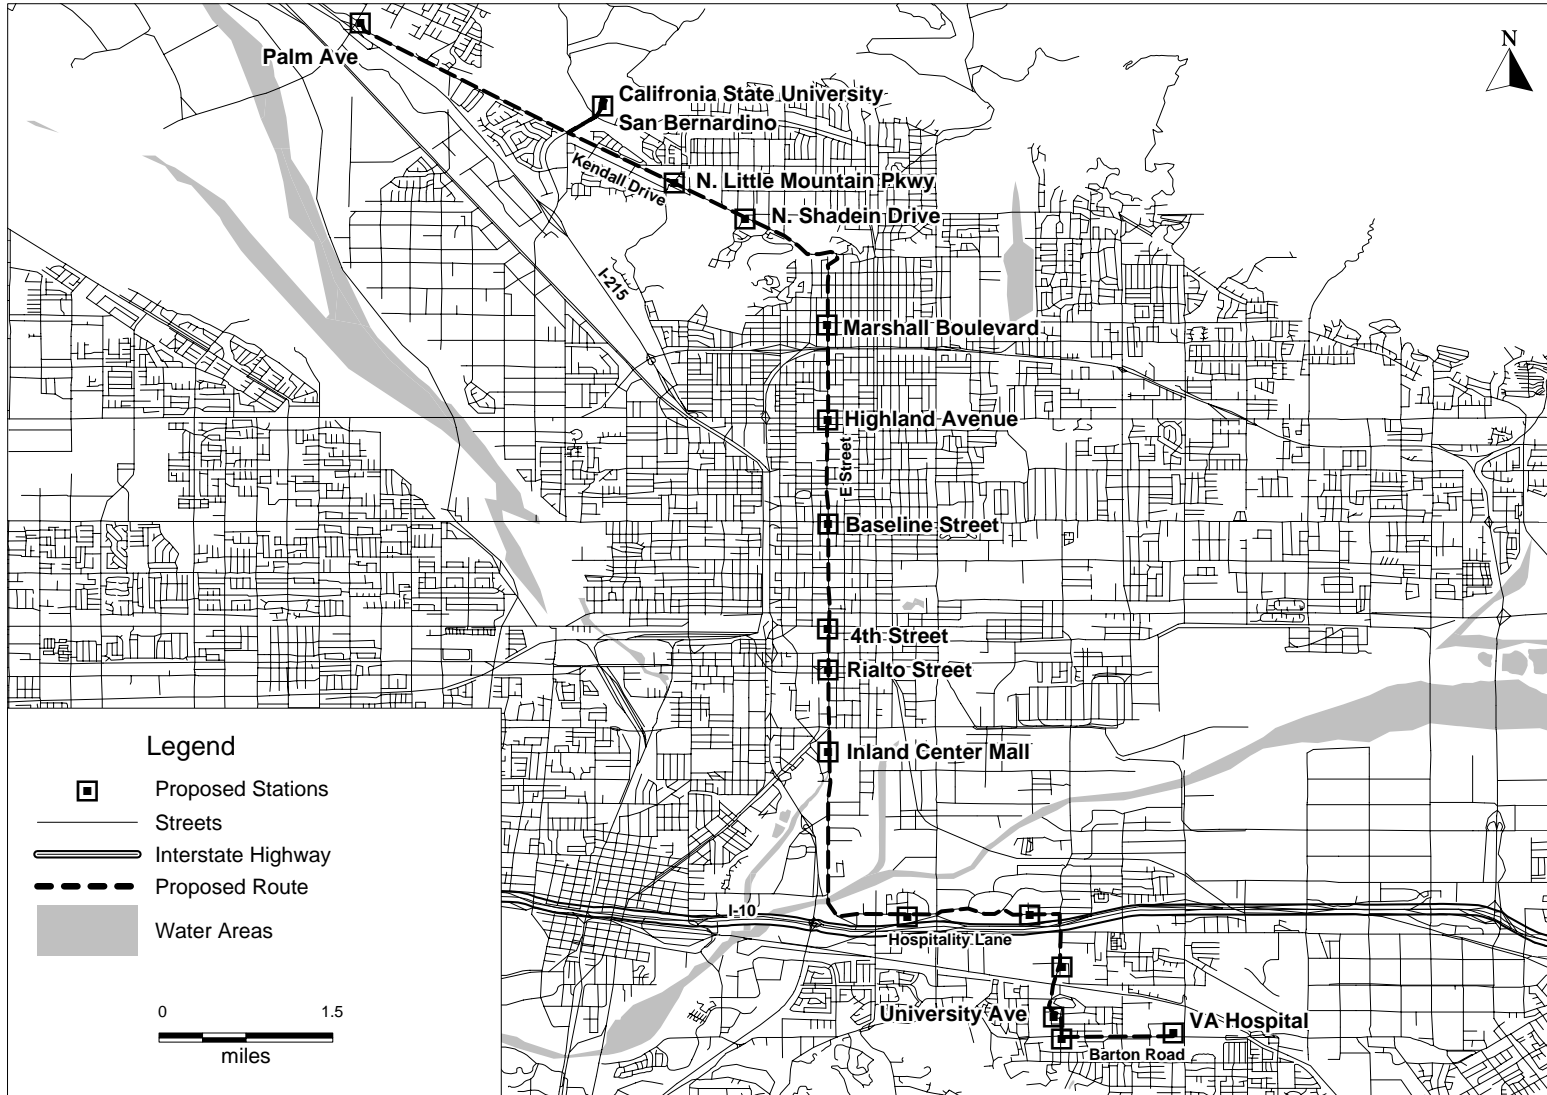 N
Palm Ave
Califronia State University
San Bernardino
Kendall Drive
N. Little Mountain Pkwy
N. Shadein Drive
I-215
Marshall Boulevard
Highland Avenue
E Street
Baseline Street
4th Street
Rialto Street
Inland Center Mall
Legend
Proposed Stations
Streets
Interstate Highway
Proposed Route
Water Areas
0 1.5
miles
I-10
Hospitality Lane
University Ave
VA Hospital
Barton Road